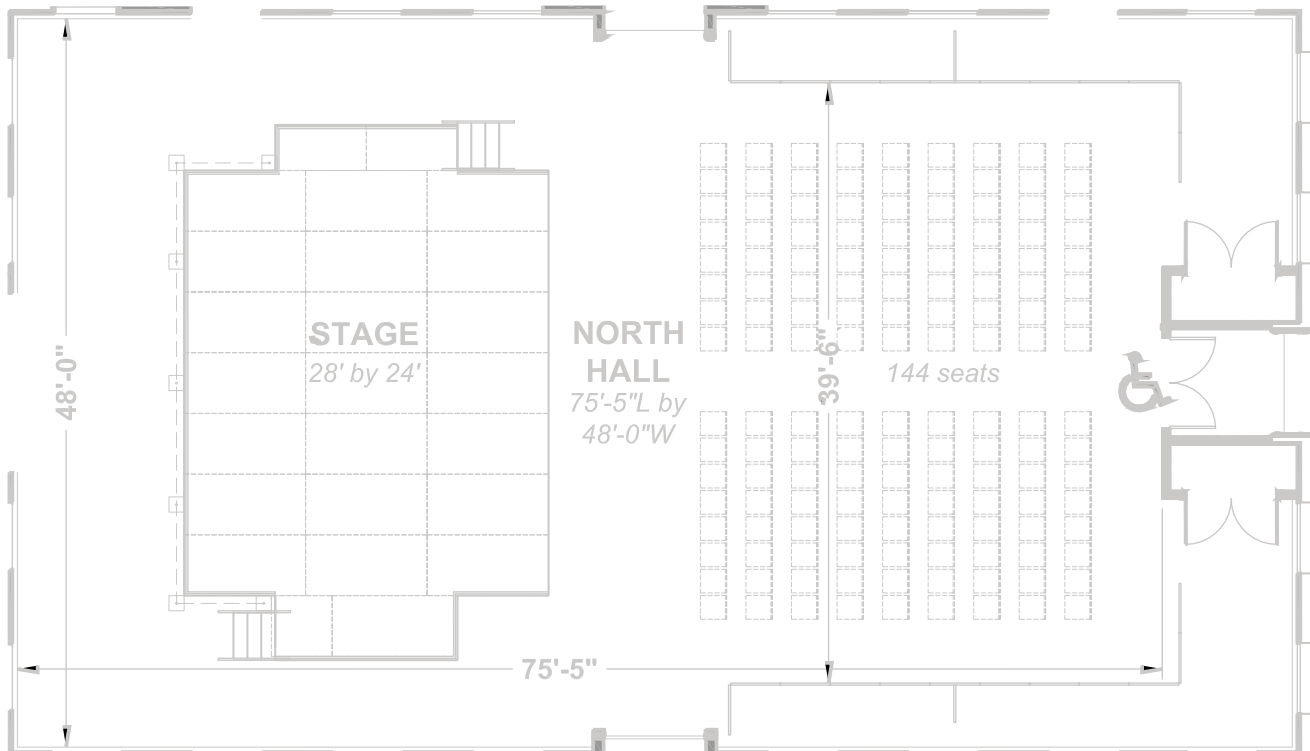 STAGE
28' by 24'
NORTH
HALL
75'-5"L by
48'-0"W
144 seats
48'-0"
39'-6"
75'-5"